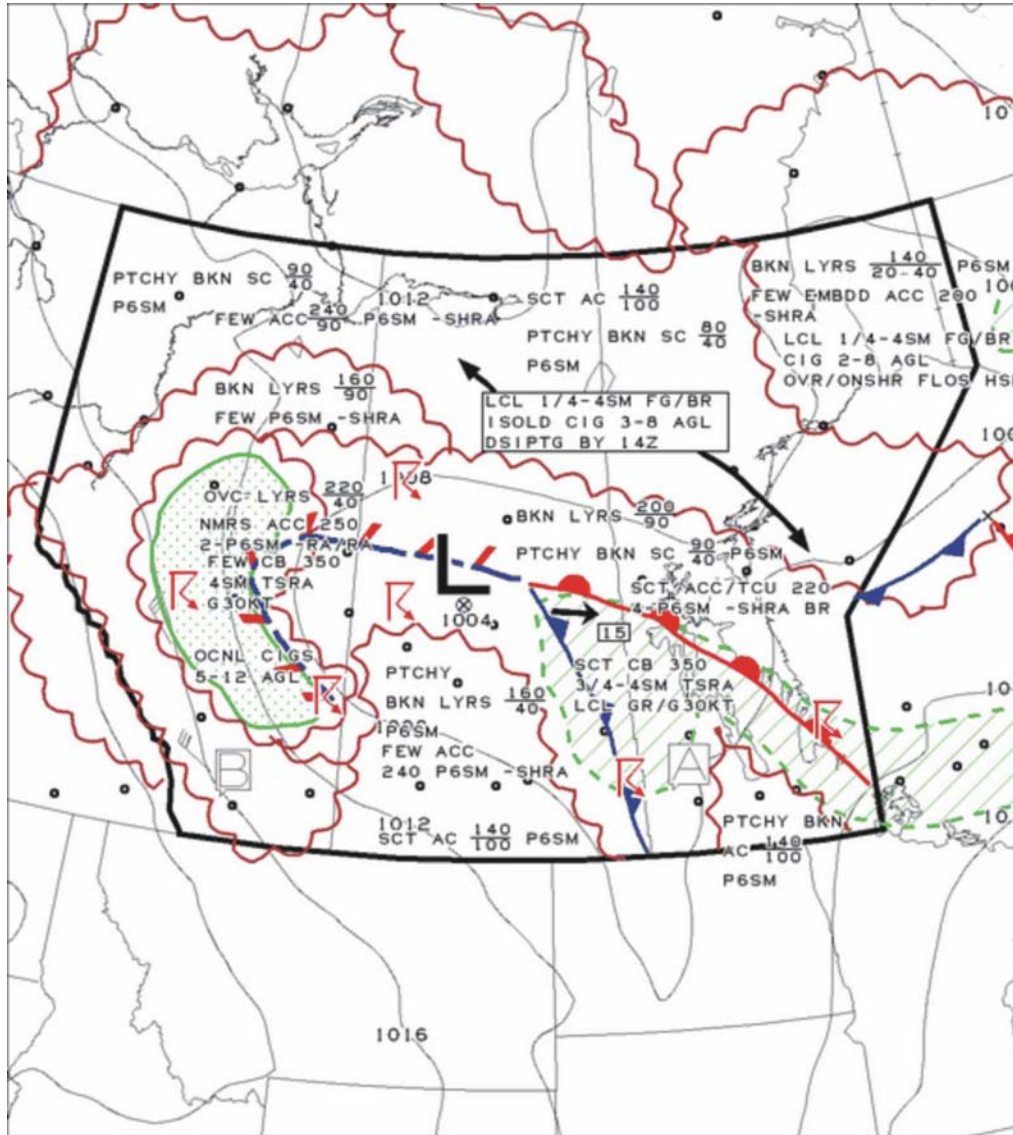 10
BKN LYRS 140/20-40 P6SM
FEW EMBDD ACC 280
-SHRA
LCL 1/4-4SM FG/BR
CIG 2-8 AGL
OVR/ONSHR FLOS
PTCHY BKN SC 90/40
P6SM
1012
FEW ACC 240/90 P6SM -SHRA
SCT AC 140/100
PTCHY BKN SC 80/40
P6SM
BKN LYRS 160/90
FEW P6SM -SHRA
LCL 1/4-4SM FG/BR
ISOLD CIG 3-8 AGL
DSIPTG BY 14Z
100
1008
OVC LYRS 220/40
NMRS ACC 250
2-P6SM -RA/RA
FEW CB 350
4SM TSRA
G30KT
OCNL CIGS
5-12 AGL
BKN LYRS 200/90
PTCHY BKN SC 90/40 P6SM
SCT ACC/TCU 220
4-P6SM -SHRA BR
L
1004
15
SCT CB 350
3/4-4SM TSRA
LCL GR/G30KT
PTCHY
BKN LYRS 160/40
P6SM
FEW ACC
240 P6SM -SHRA
B
A
1012
SCT AC 140/100 P6SM
PTCHY BKN
AC 140/100
P6SM
1016